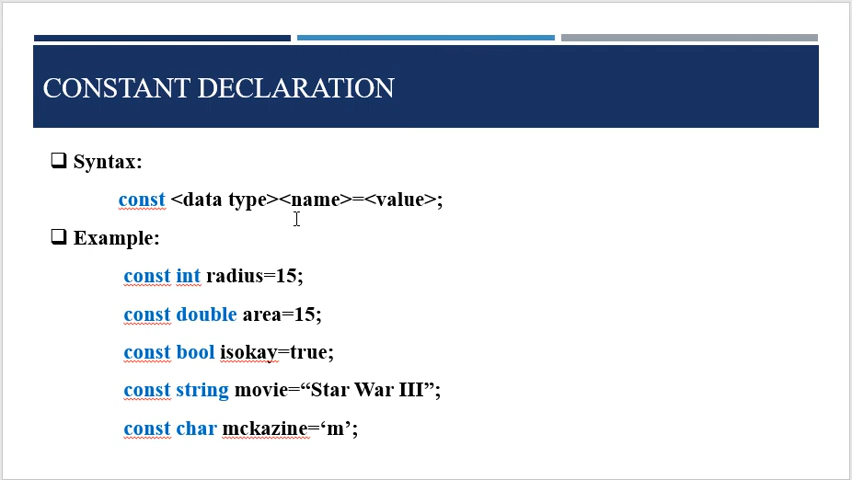 CONSTANT DECLARATION
❑ Syntax:
const <data type><name>=<value>;
❑ Example:
const int radius=15;
const double area=15;
const bool isokay=true;
const string movie=“Star War III”;
const char mckazine=‘m’;